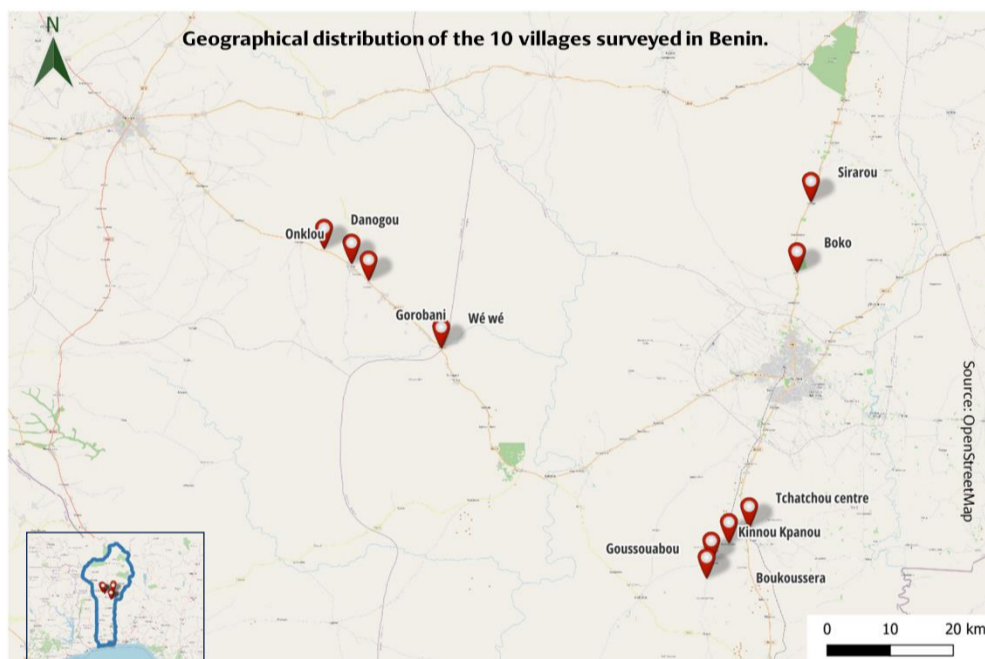 N
Geographical distribution of the 10 villages surveyed in Benin.
Sirarou
Danogou
Onklou
Boko
Gorobani
Wé wé
Source: OpenStreetMap
Tchatchou centre
Kinnou Kpanou
Goussouabou
Boukoussera
0 10 20 km